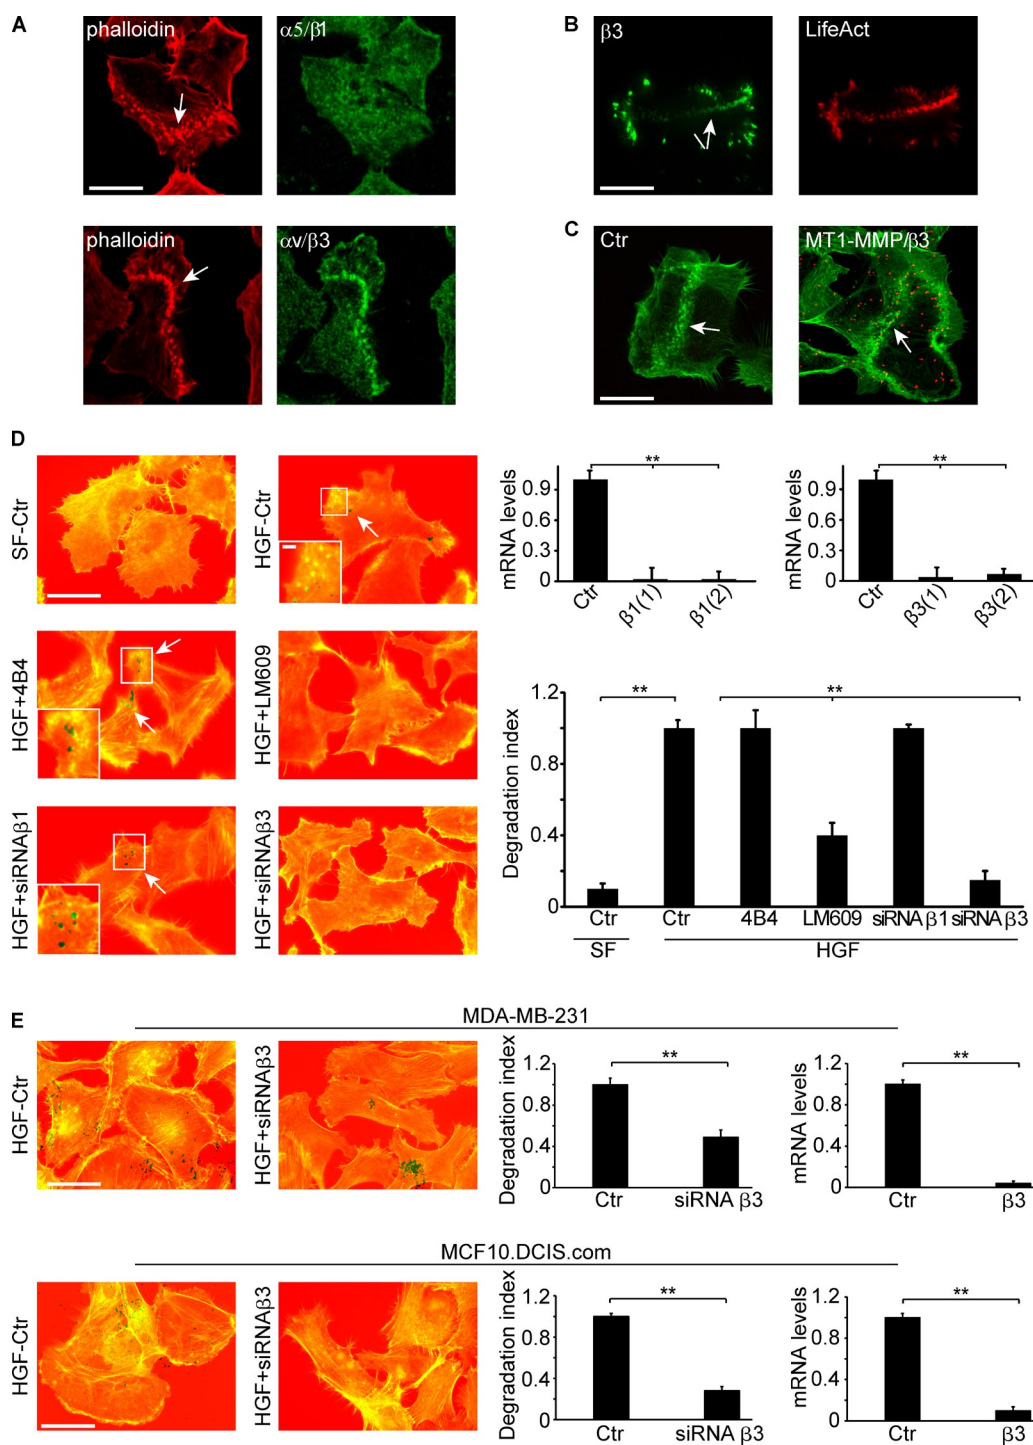 A
phalloidin
α5/β1
phalloidin
αv/β3
B
β3
LifeAct
C
Ctr
MT1-MMP/β3
D
SF-Ctr
HGF-Ctr
HGF+4B4
HGF+LM609
HGF+siRNAβ1
HGF+siRNAβ3
mRNA levels
0.9
0.6
0.3
0
**
Ctr
β1(1)
β1(2)
mRNA levels
0.9
0.6
0.3
0
**
Ctr
β3(1)
β3(2)
Degradation index
1.2
0.8
0.4
0
**
**
Ctr
Ctr
4B4
LM609
siRNA β1
siRNA β3
SF
HGF
E
MDA-MB-231
HGF-Ctr
HGF+siRNAβ3
Degradation index
1.2
0.8
0.4
0
**
Ctr
siRNA β3
mRNA levels
1.2
0.8
0.4
0
**
Ctr
β3
MCF10.DCIS.com
HGF-Ctr
HGF+siRNAβ3
Degradation index
1.2
0.8
0.4
0
**
Ctr
siRNA β3
mRNA levels
1.2
0.8
0.4
0
**
Ctr
β3